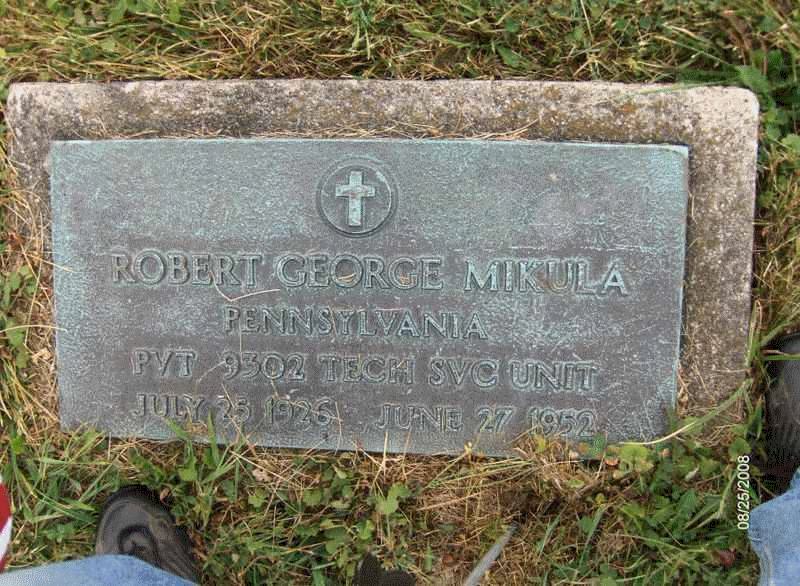 ROBERT GEORGE MIKULA
PENNSYLVANIA
PVT 9302 TECH SVC UNIT
JULY 25 1926 JUNE 27 1952
08/25/2008